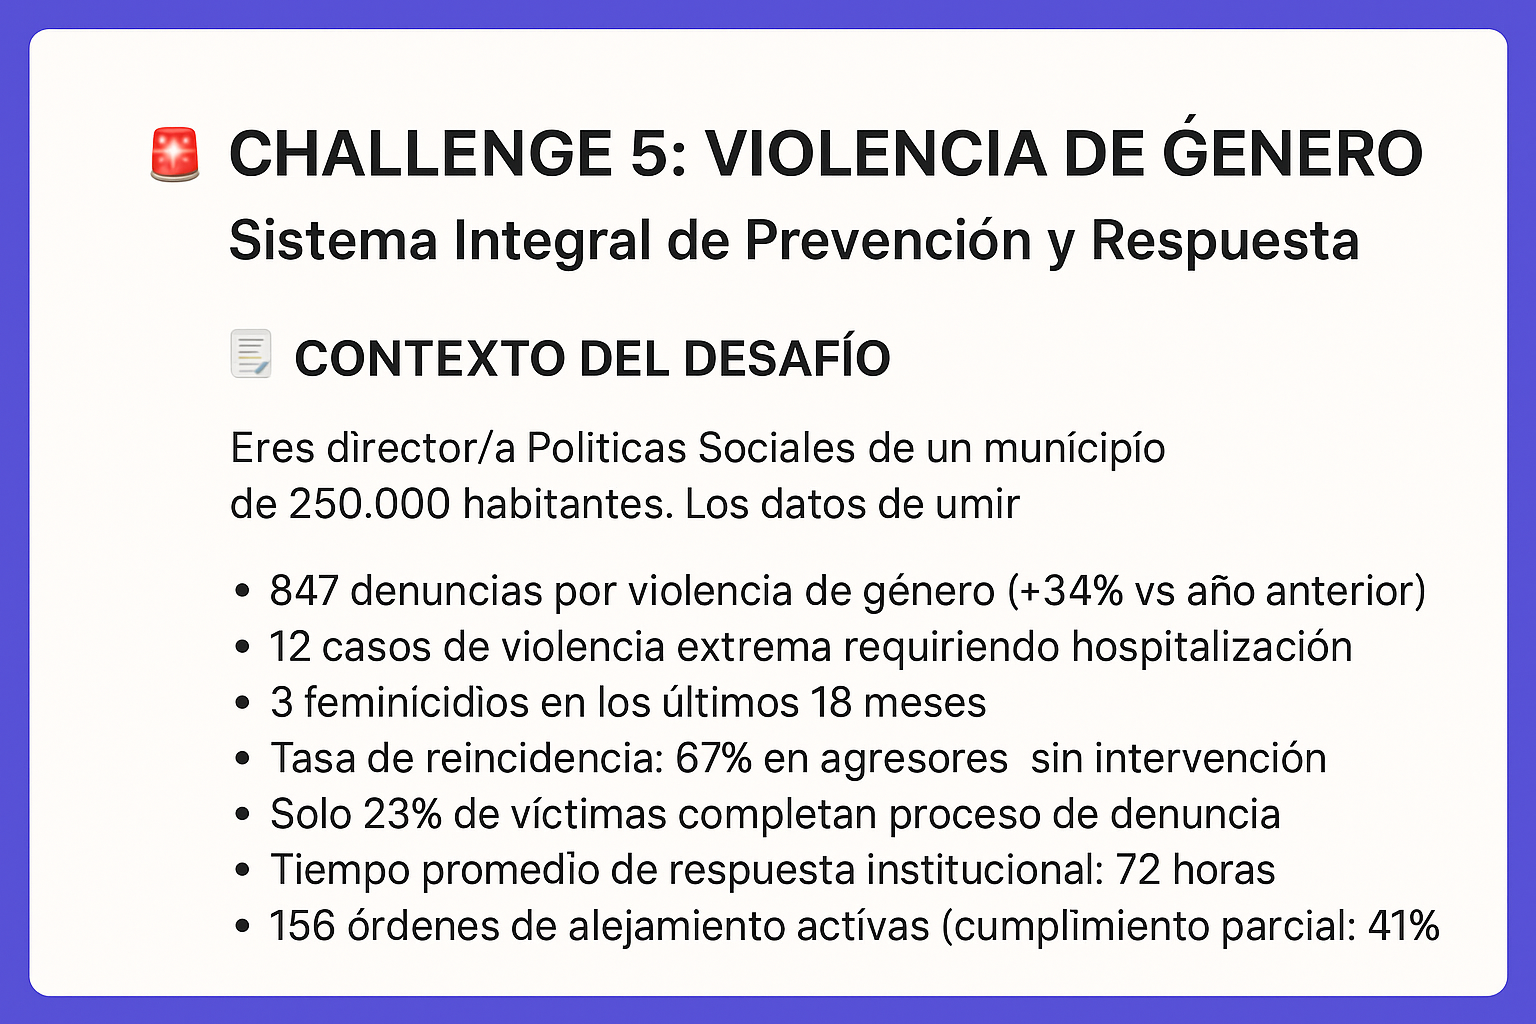 CHALLENGE 5: VIOLENCIA DE ǴENERO
Sistema Integral de Prevención y Respuesta
CONTEXTO DEL DESAFÍO
Eres dìrector/a Politicas Sociales de un munícipío
de 250.000 habitantes. Los datos de umir
• 847 denuncias por violencia de género (+34% vs año anterior)
• 12 casos de violencia extrema requiriendo hospitalización
• 3 feminícidìos en los últimos 18 meses
• Tasa de reincidencia: 67% en agresores sin intervención
• Solo 23% de víctimas completan proceso de denuncia
• Tiempo promedìo de respuesta institucional: 72 horas
• 156 órdenes de alejamiento actívas (cumplìmiento parcial: 41%